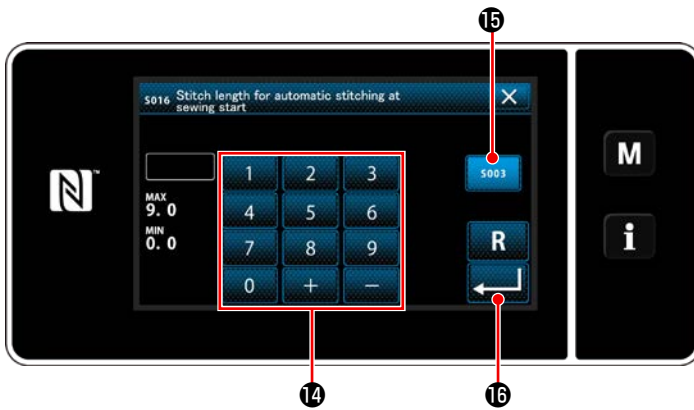 ⓯
S016 Stitch length for automatic stitching at
sewing start
X
1 2 3
S003
M
N™
MAX
9. 0
4 5 6
MIN
0. 0
7 8 9
R
i
0 + −
⓮
⓰